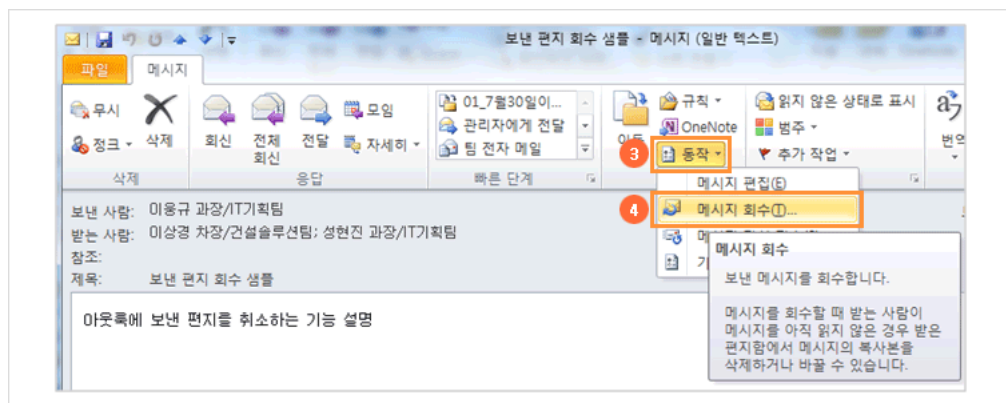 보낸 편지 회수 샘플 - 메시지 (일반 텍스트)
파일 메시지
무시
정크
삭제
회신
전체 회신
전달
모임
자세히
01_7월30일이...
관리자에게 전달
팀 전자 메일
규칙
OneNote
3
동작
읽지 않은 상태로 표시
범주
추가 작업
번역
삭제 응답 빠른 단계
메시지 편집(E)
4
메시지 회수(T)...
보낸 사람: 이웅규 과장/IT기획팀
받는 사람: 이상경 차장/건설솔루션팀; 성현진 과장/IT기획팀
참조:
제목: 보낸 편지 회수 샘플
메시지 회수
보낸 메시지를 회수합니다.
메시지를 회수할 때 받는 사람이
메시지를 아직 읽지 않은 경우 받은
편지함에서 메시지의 복사본을
삭제하거나 바꿀 수 있습니다.
아웃룩에 보낸 편지를 취소하는 기능 설명